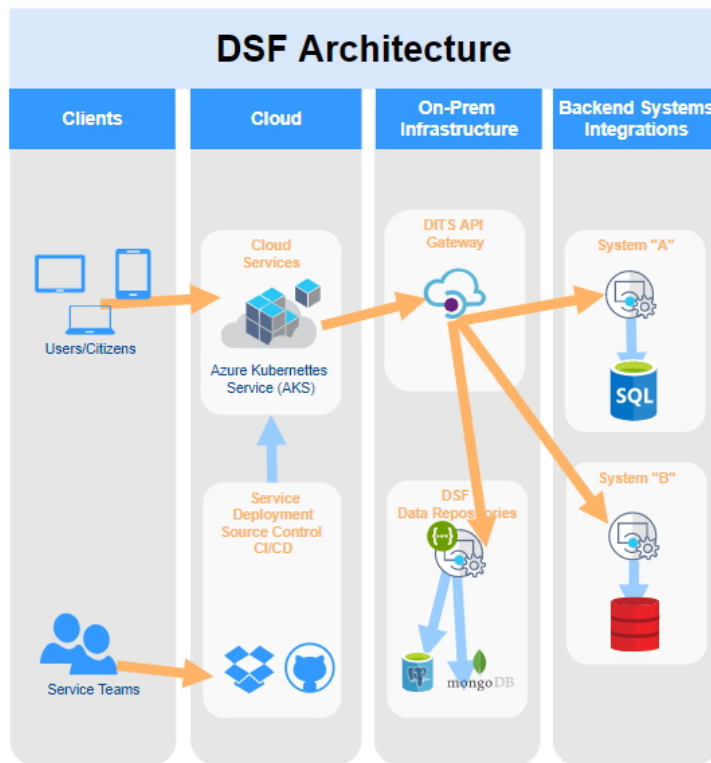 DSF Architecture
Clients
Cloud
On-Prem
Infrastructure
Backend Systems
Integrations
Users/Citizens
Cloud
Services
Azure Kubernettes
Service (AKS)
DITS API
Gateway
System "A"
SQL
Service
Deployment
Source Control
CI/CD
DSF
Data Repositories
mongoDB
System "B"
Service Teams